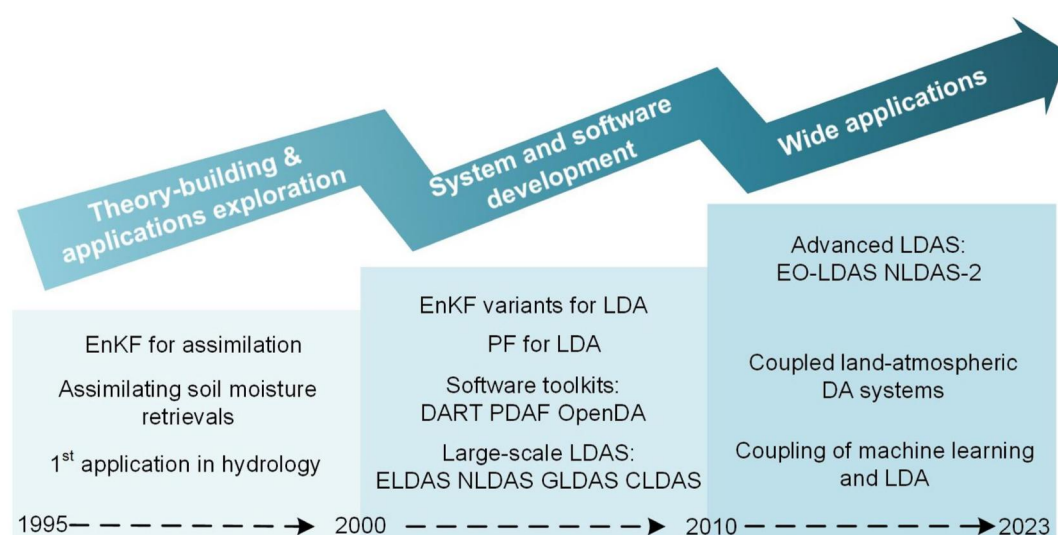 Theory-building &
applications exploration
System and software
development
Wide applications
EnKF for assimilation
Assimilating soil moisture
retrievals
1st application in hydrology
EnKF variants for LDA
PF for LDA
Software toolkits:
DART PDAF OpenDA
Large-scale LDAS:
ELDAS NLDAS GLDAS CLDAS
Advanced LDAS:
EO-LDAS NLDAS-2
Coupled land-atmospheric
DA systems
Coupling of machine learning
and LDA
1995
2000
2010
2023